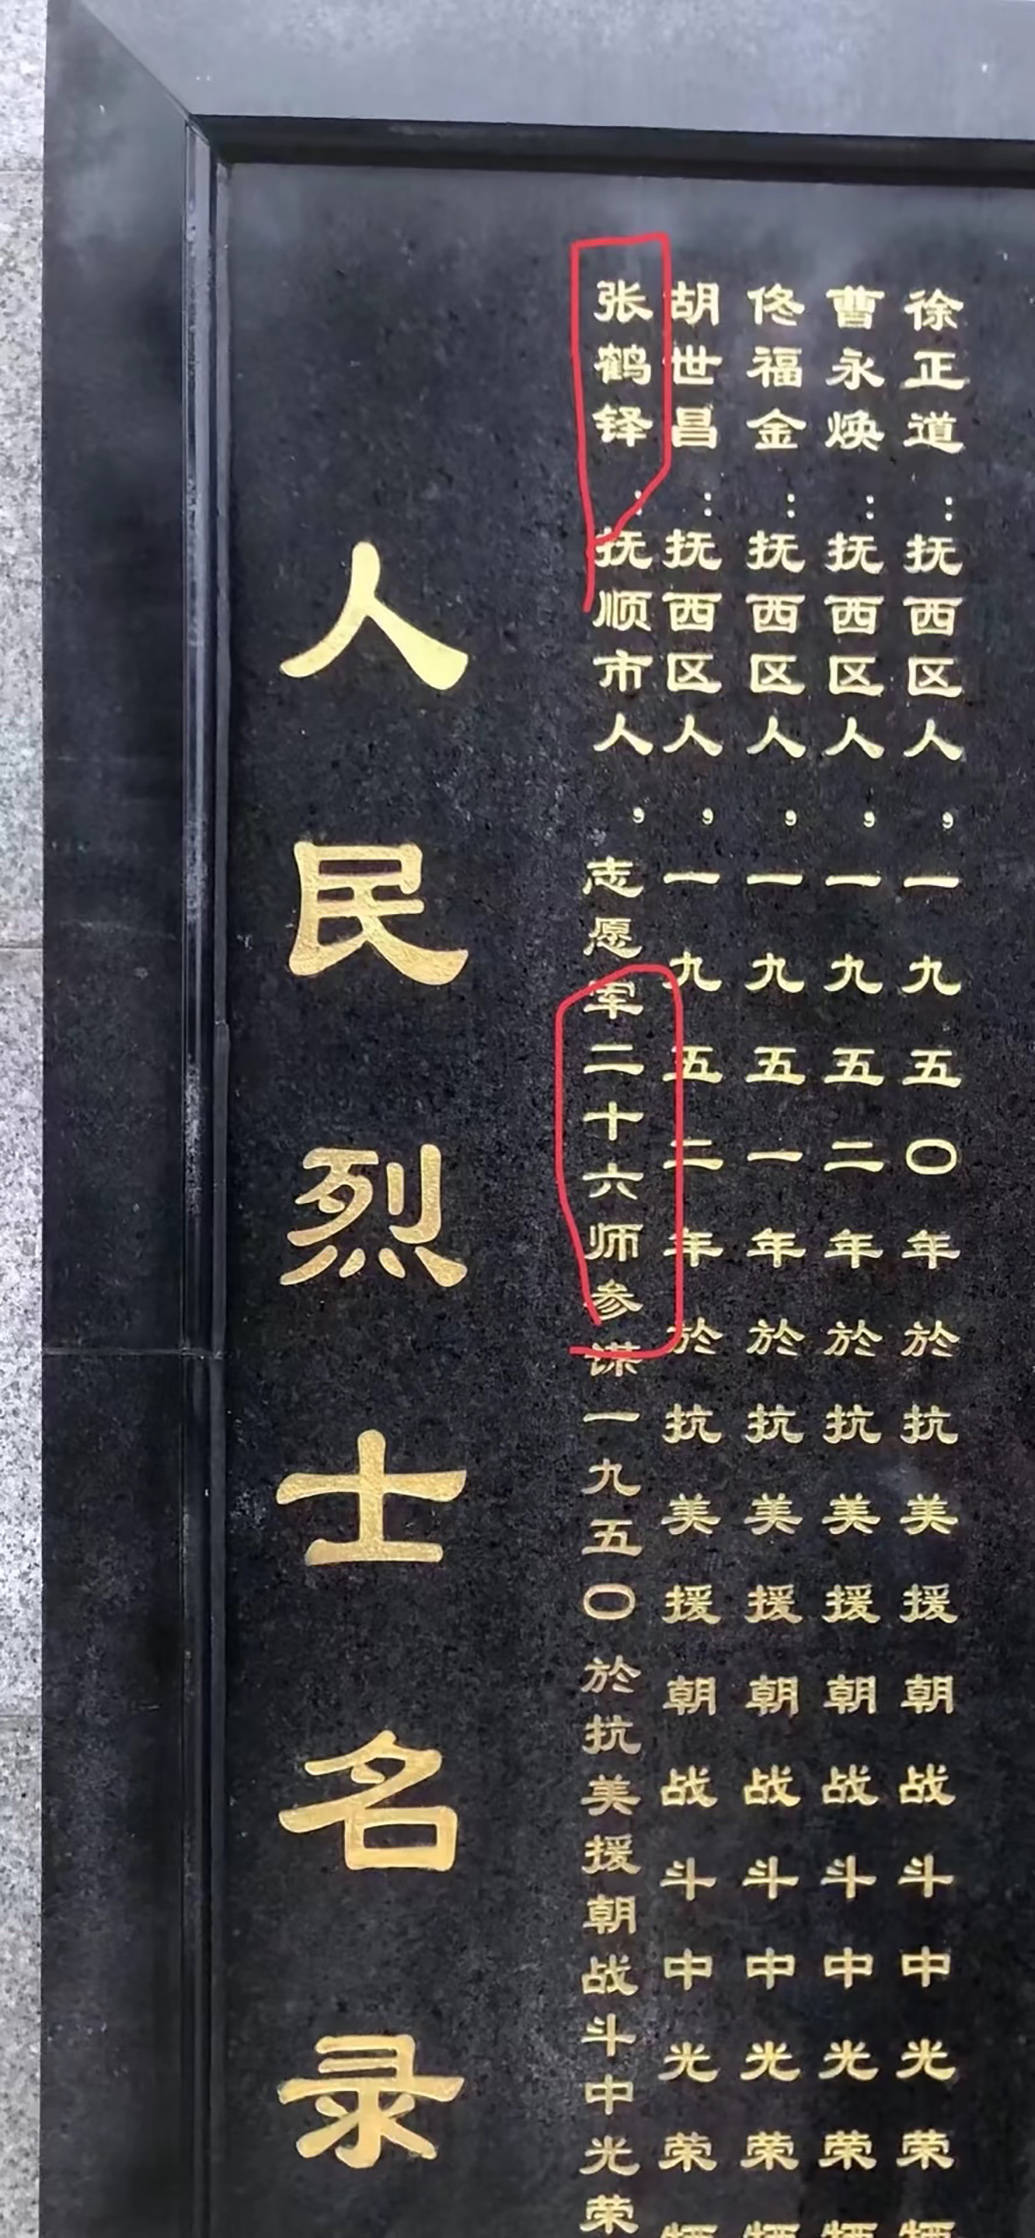 人民烈士名录
张鹤铎：抚顺市人，志愿军二十六师参谋一九五〇於抗美援朝战斗中光荣
胡世昌：抚西区人，一九五二年於抗美援朝战斗中光荣
佟福金：抚西区人，一九五一年於抗美援朝战斗中光荣
曹永焕：抚西区人，一九五二年於抗美援朝战斗中光荣
徐正道：抚西区人，一九五〇年於抗美援朝战斗中光荣